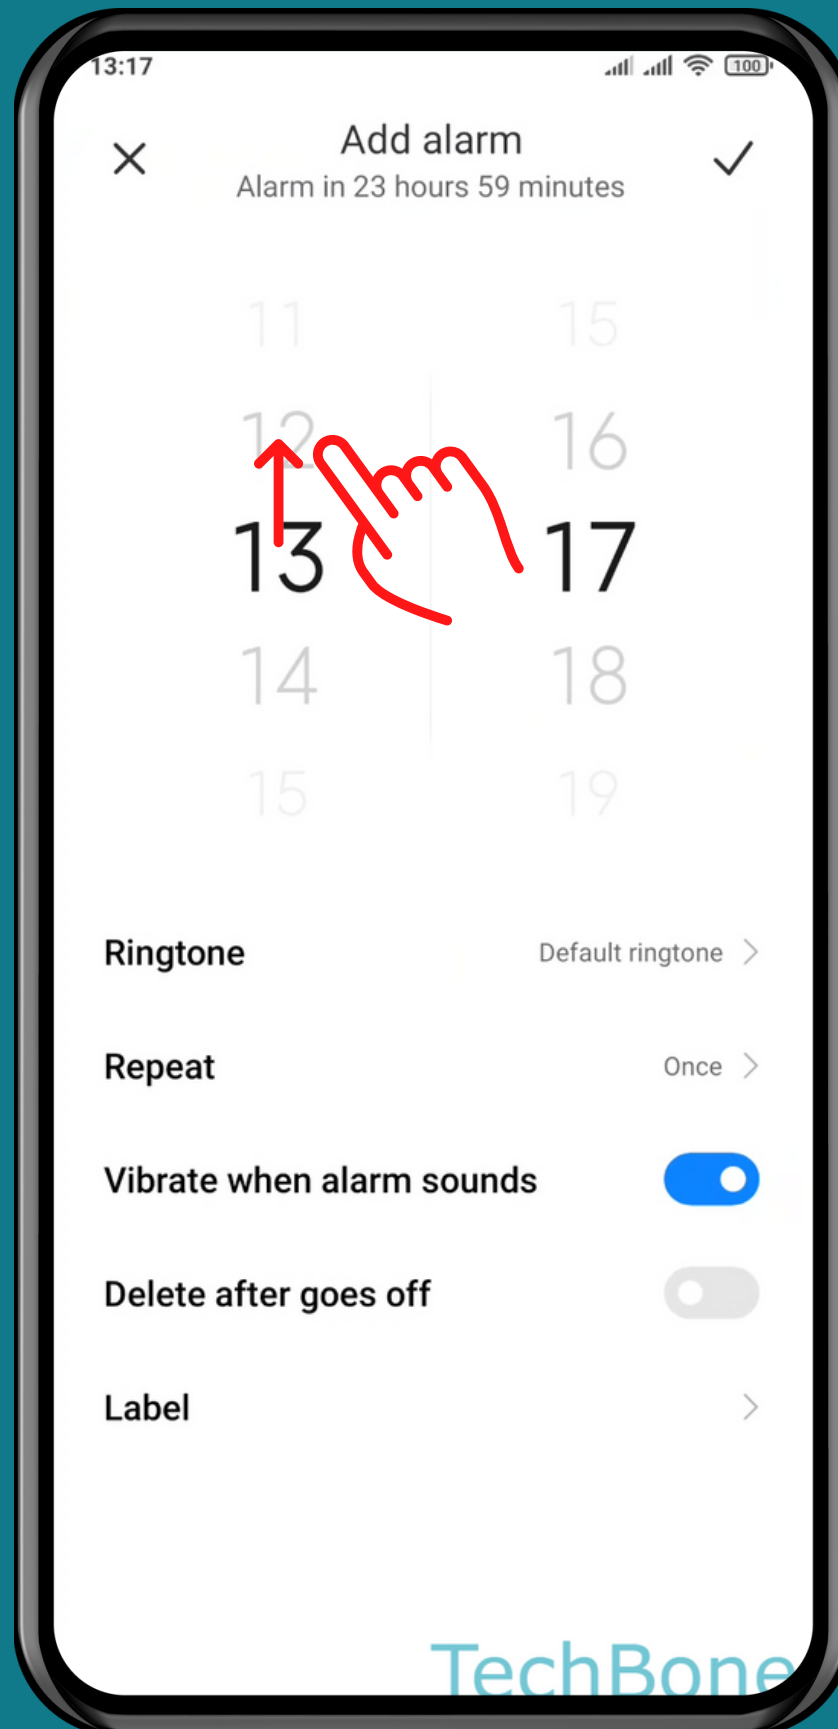 13:17 100
Add alarm
Alarm in 23 hours 59 minutes
11 15
12 16
13 17
14 18
15 19
Ringtone Default ringtone
Repeat Once
Vibrate when alarm sounds
Delete after goes off
Label
TechBone